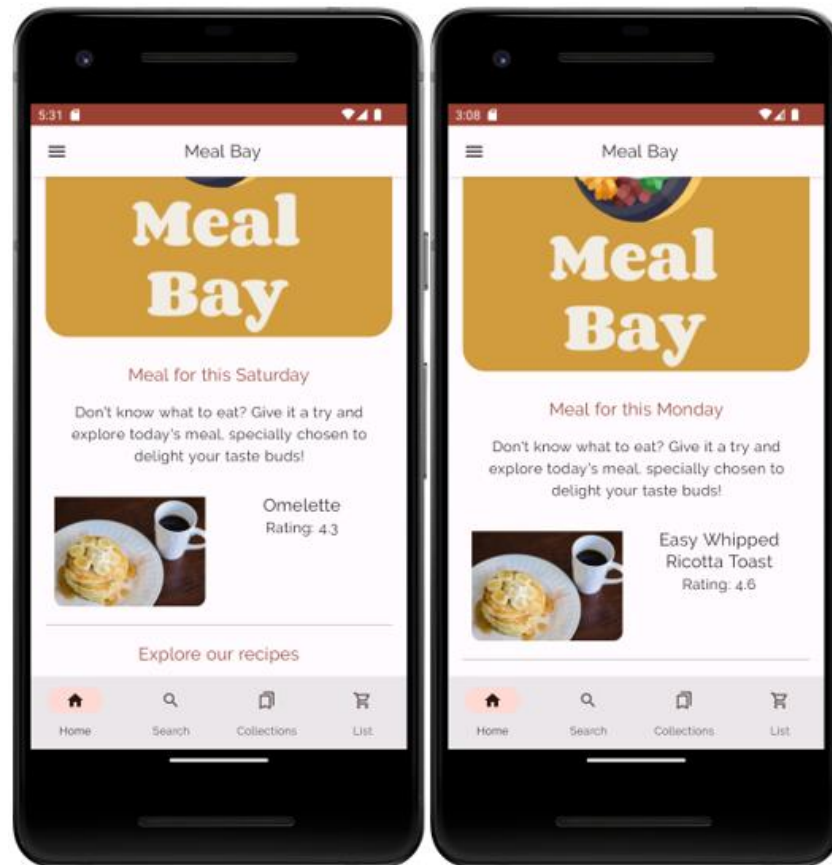 5:31
Meal Bay
Meal
Bay
Meal for this Saturday
Don't know what to eat? Give it a try and
explore today's meal, specially chosen to
delight your taste buds!
Omelette
Rating: 4.3
Explore our recipes
Home
Search
Collections
List
3:08
Meal Bay
Meal
Bay
Meal for this Monday
Don't know what to eat? Give it a try and
explore today's meal, specially chosen to
delight your taste buds!
Easy Whipped
Ricotta Toast
Rating: 4.6
Home
Search
Collections
List